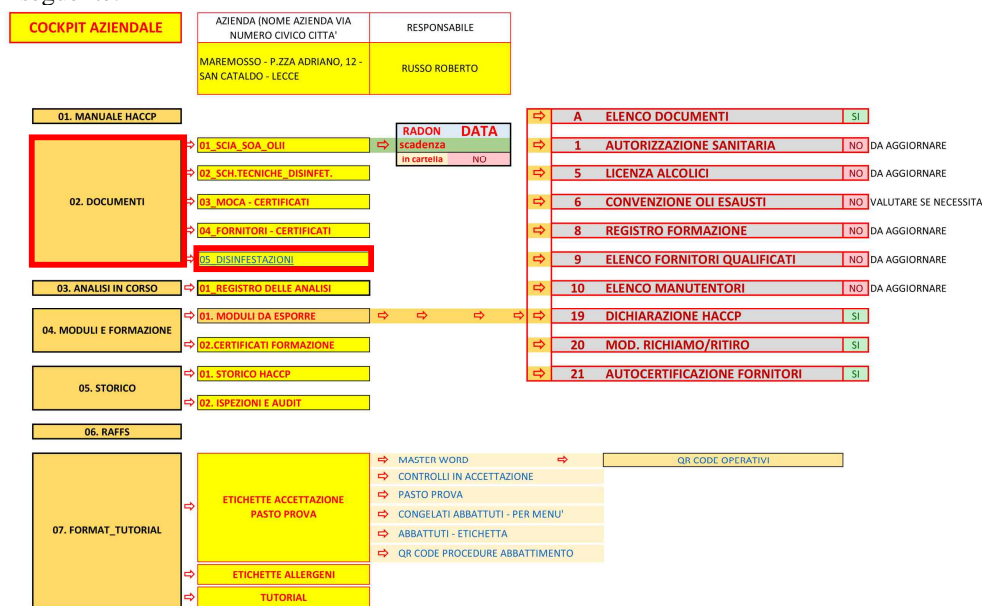 COCKPIT AZIENDALE
AZIENDA (NOME AZIENDA VIA
NUMERO CIVICO CITTA'
RESPONSABILE
MAREMOSSO - P.ZZA ADRIANO, 12 -
SAN CATALDO - LECCE
RUSSO ROBERTO
01. MANUALE HACCP
A ELENCO DOCUMENTI SI
RADON DATA
scadenza
in cartella NO
02. DOCUMENTI
01_SCIA_SOA_OLII
1 AUTORIZZAZIONE SANITARIA NO DA AGGIORNARE
02_SCH.TECNICHE_DISINFET.
5 LICENZA ALCOLICI NO DA AGGIORNARE
03_MOCA - CERTIFICATI
6 CONVENZIONE OLI ESAUSTI NO VALUTARE SE NECESSITA
04_FORNITORI - CERTIFICATI
8 REGISTRO FORMAZIONE NO DA AGGIORNARE
05_DISINFESTAZIONI
9 ELENCO FORNITORI QUALIFICATI NO DA AGGIORNARE
03. ANALISI IN CORSO
01_REGISTRO DELLE ANALISI
10 ELENCO MANUTENTORI NO DA AGGIORNARE
04. MODULI E FORMAZIONE
01. MODULI DA ESPORRE
19 DICHIARAZIONE HACCP SI
02.CERTIFICATI FORMAZIONE
20 MOD. RICHIAMO/RITIRO SI
05. STORICO
01. STORICO HACCP
21 AUTOCERTIFICAZIONE FORNITORI SI
02. ISPEZIONI E AUDIT
06. RAFFS
07. FORMAT_TUTORIAL
ETICHETTE ACCETTAZIONE
PASTO PROVA
MASTER WORD
QR CODE OPERATIVI
CONTROLLI IN ACCETTAZIONE
PASTO PROVA
CONGELATI ABBATTUTI - PER MENU'
ABBATTUTI - ETICHETTA
QR CODE PROCEDURE ABBATTIMENTO
ETICHETTE ALLERGENI
TUTORIAL